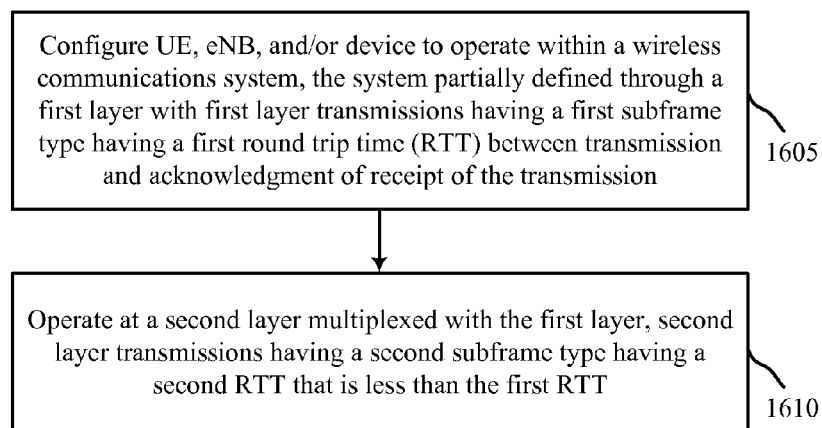 Configure UE, eNB, and/or device to operate within a wireless
communications system, the system partially defined through a
first layer with first layer transmissions having a first subframe
type having a first round trip time (RTT) between transmission
and acknowledgment of receipt of the transmission
1605
Operate at a second layer multiplexed with the first layer, second
layer transmissions having a second subframe type having a
second RTT that is less than the first RTT
1610